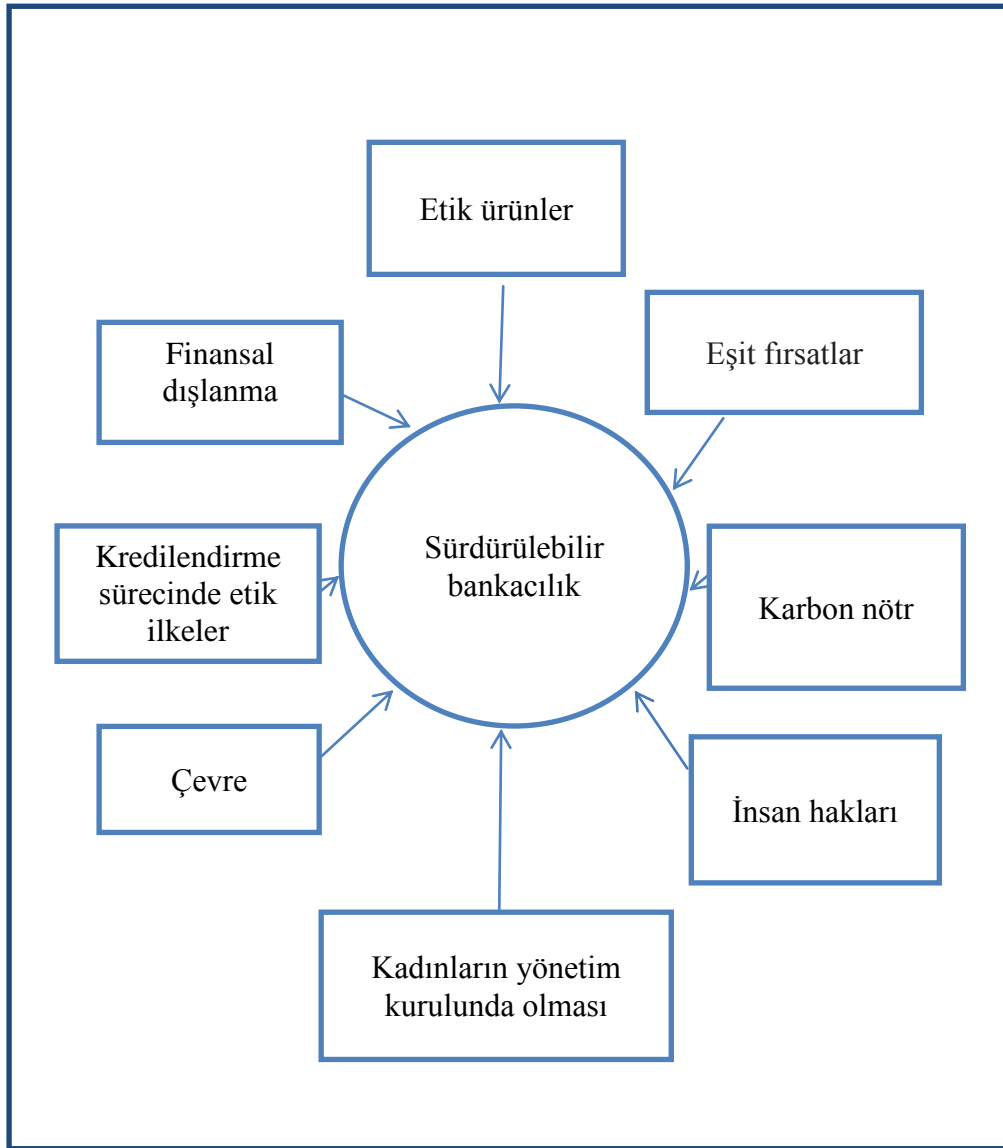 Etik ürünler
Eşit fırsatlar
Finansal
dışlanma
Sürdürülebilir
bankacılık
Kredilendirme
sürecinde etik
ilkeler
Karbon nötr
Çevre
İnsan hakları
Kadınların yönetim
kurulunda olması